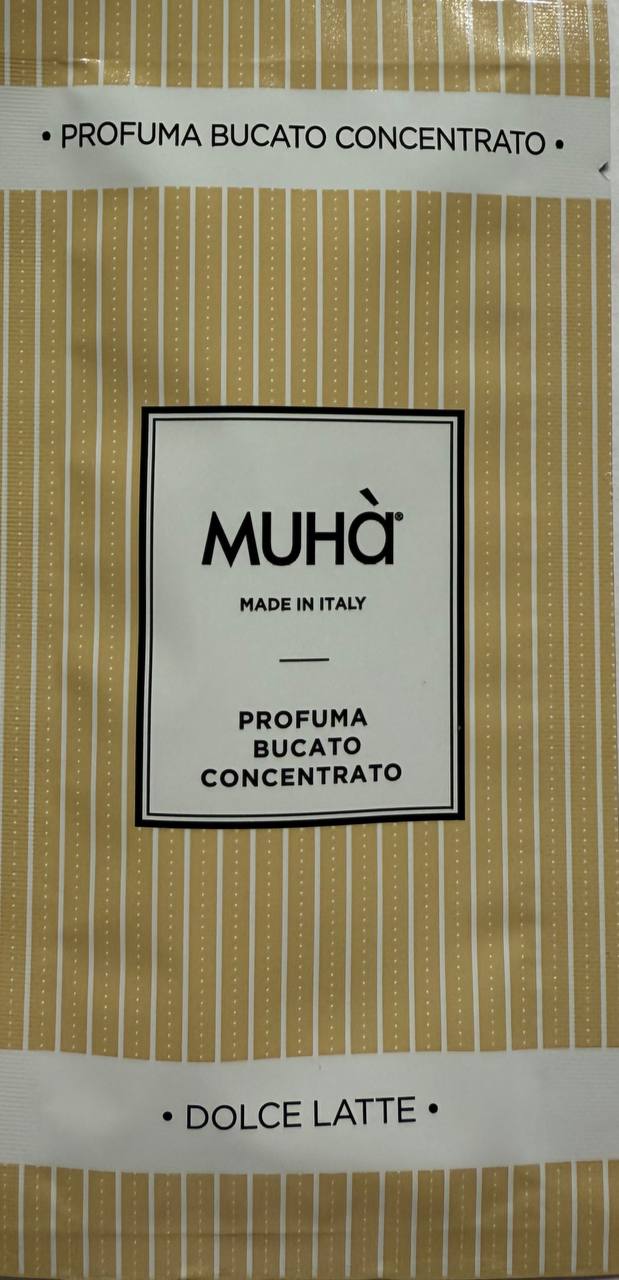 • PROFUMA BUCATO CONCENTRATO •
MUHà®
MADE IN ITALY
PROFUMA
BUCATO
CONCENTRATO
• DOLCE LATTE •